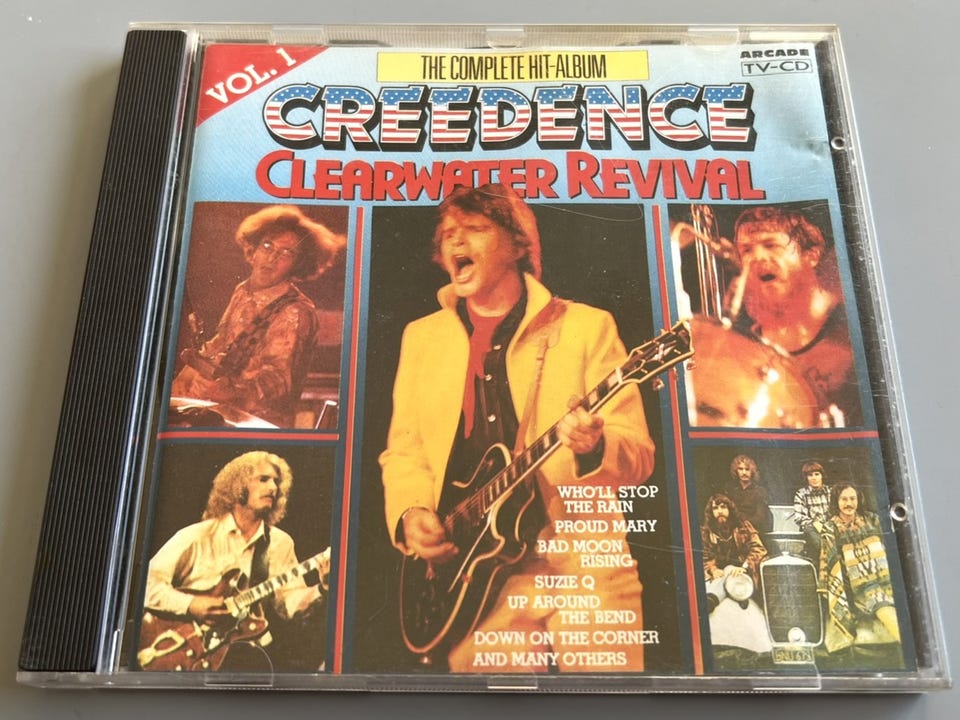 VOL. 1
THE COMPLETE HIT-ALBUM
ARCADE
TV-CD
CREEDENCE
CLEARWATER REVIVAL
WHO'LL STOP
THE RAIN
PROUD MARY
BAD MOON
RISING
SUZIE Q
UP AROUND
THE BEND
DOWN ON THE CORNER
AND MANY OTHERS